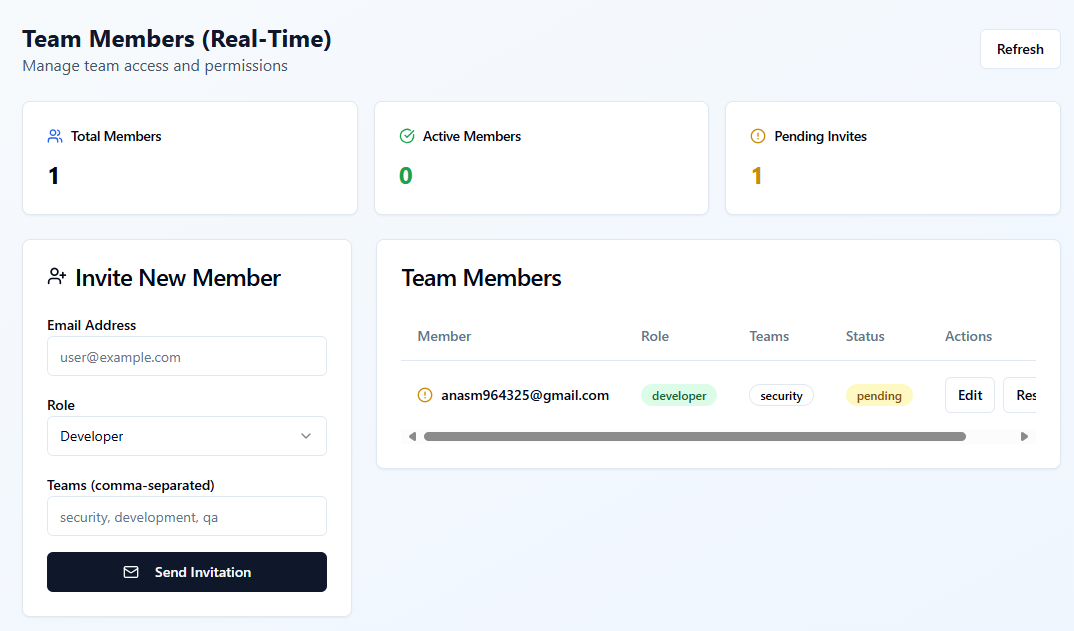 Team Members (Real-Time)
Manage team access and permissions
Refresh
Total Members
1
Active Members
0
Pending Invites
1
Invite New Member
Email Address
user@example.com
Role
Developer
Teams (comma-separated)
security, development, qa
Send Invitation
Team Members
Member Role Teams Status Actions
anasm964325@gmail.com developer security pending Edit Res